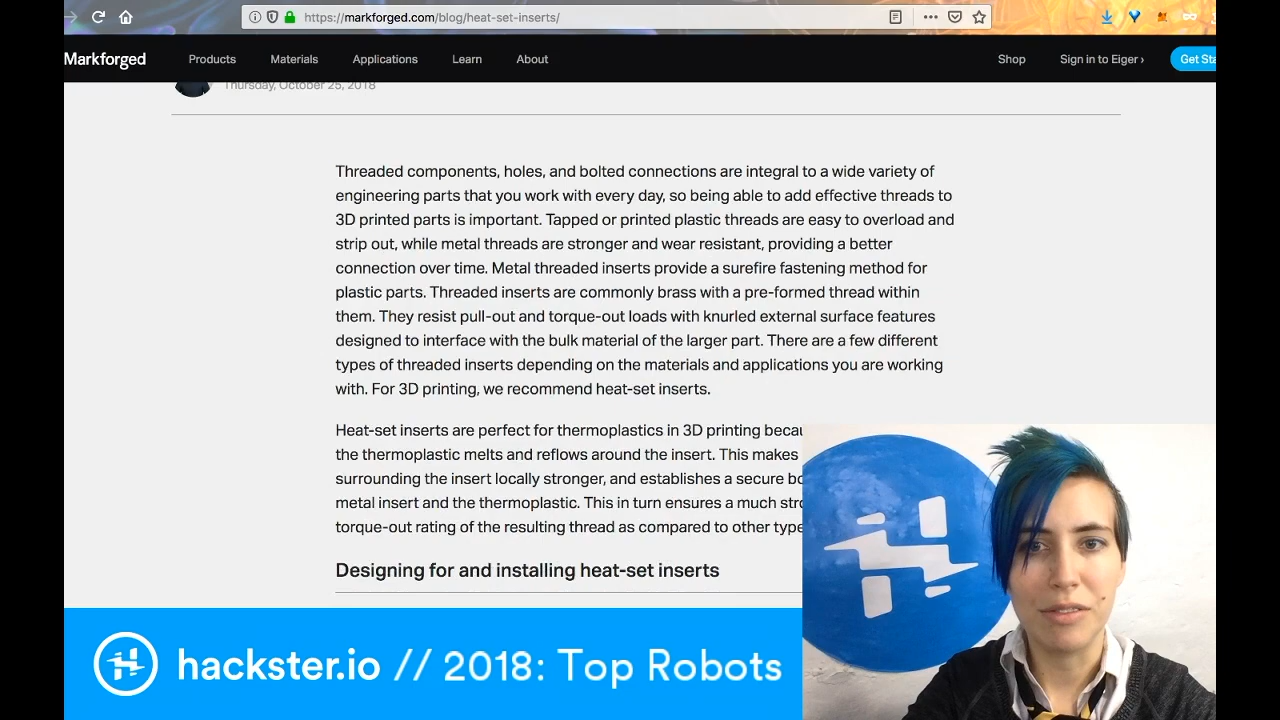 https://markforged.com/blog/heat-set-inserts/
Markforged
Products
Materials
Applications
Learn
About
Shop
Sign in to Eiger ›
Get Sta
Thursday, October 25, 2018
Threaded components, holes, and bolted connections are integral to a wide variety of
engineering parts that you work with every day, so being able to add effective threads to
3D printed parts is important. Tapped or printed plastic threads are easy to overload and
strip out, while metal threads are stronger and wear resistant, providing a better
connection over time. Metal threaded inserts provide a surefire fastening method for
plastic parts. Threaded inserts are commonly brass with a pre-formed thread within
them. They resist pull-out and torque-out loads with knurled external surface features
designed to interface with the bulk material of the larger part. There are a few different
types of threaded inserts depending on the materials and applications you are working
with. For 3D printing, we recommend heat-set inserts.
Heat-set inserts are perfect for thermoplastics in 3D printing becau
the thermoplastic melts and reflows around the insert. This makes
surrounding the insert locally stronger, and establishes a secure bo
metal insert and the thermoplastic. This in turn ensures a much stro
torque-out rating of the resulting thread as compared to other type
Designing for and installing heat-set inserts
hackster.io // 2018: Top Robots